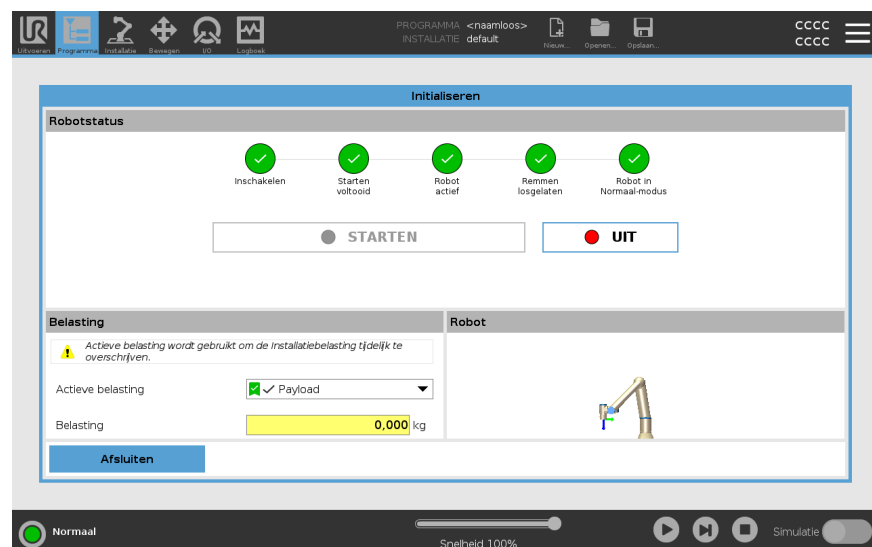 UR
PROGRAMMA <naamloos>
INSTALLATIE default
CCCC
CCCC
Uitvoeren Programma Installatie Bewegen I/O Logboek
Nieuw... Openen... Opslaan...
Initialiseren
Robotstatus
Inschakelen
Starten
voltooid
Robot
actief
Remmen
losgelaten
Robot in
Normaal-modus
STARTEN
UIT
Belasting
Robot
Actieve belasting wordt gebruikt om de Installatiebelasting tijdelijk te
overschrijven.
Actieve belasting
Payload
Belasting
0,000 kg
Afsluiten
Normaal
Snelheid 100%
Simulatie